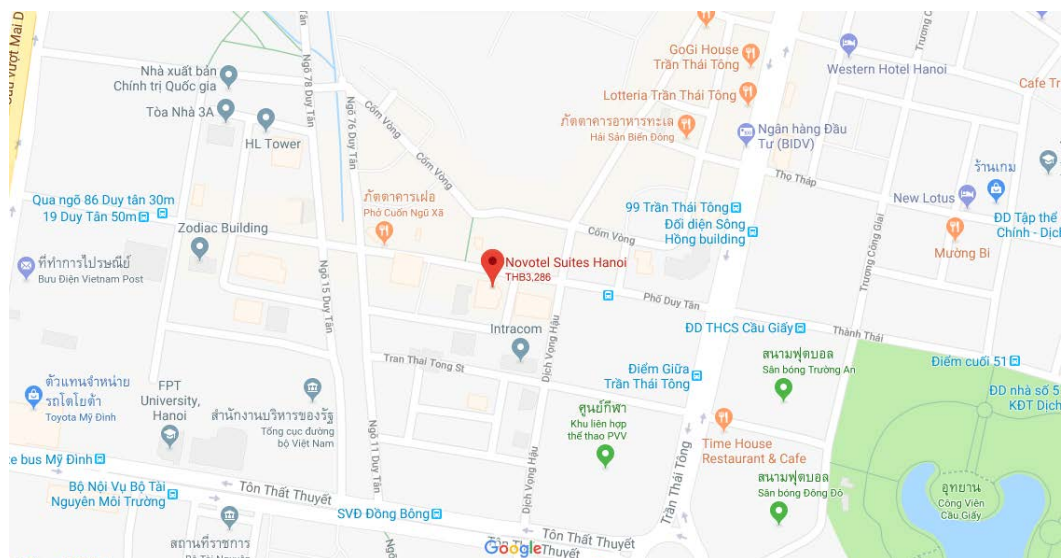 Cầu vượt Mai D
Nhà xuất bản
Chính trị Quốc gia
Tòa Nhà 3A
HL Tower
Ngõ 78 Duy Tân
Ngõ 76 Duy Tân
Cốm Vòng
Cốm Vòng
GoGi House
Trần Thái Tông
Lotteria Trần Thái Tông
ภัตตาคารอาหารทะเล
Hải Sản Biển Đông
Ngân hàng Đầu
Tư (BIDV)
Western Hotel Hanoi
Trương C
Cafe Tr
Thọ Tháp
ร้านเกม
New Lotus
ĐD Tập thể
Chính - Dịch
Mường Bi
Trương Công Giai
Qua ngõ 86 Duy tân 30m
19 Duy Tân 50m
Zodiac Building
ภัตตาคารเฝอ
Phở Cuốn Ngũ Xã
99 Trần Thái Tông
Đối diện Sông
Hồng building
Cốm Vòng
ที่ทำการไปรษณีย์
Bưu Điện Vietnam Post
Ngõ 15 Duy Tân
Novotel Suites Hanoi
THB3,286
Phố Duy Tân
Intracom
Dịch Vọng Hậu
ĐD THCS Cầu Giấy
Thành Thái
Tran Thai Tong St
Điểm Giữa
Trần Thái Tông
สนามฟุตบอล
Sân bóng Trường An
Điểm cuối 51
ĐD nhà số 5
KĐT Dịch
ตัวแทนจำหน่าย
รถโตโยต้า
Toyota Mỹ Đình
FPT
University,
Hanoi
สำนักงานบริหารของรัฐ
Tổng cục đường
bộ Việt Nam
Ngõ 11 Duy Tân
ศูนย์กีฬา
Khu liên hợp
thể thao PVV
Time House
Restaurant & Cafe
Dịch Vọng Hậu
Trần Thái Tông
e bus Mỹ Đình
Bộ Nội Vụ Bộ Tài
Nguyên Môi Trường
Tôn Thất Thuyết
SVĐ Đồng Bông
สนามฟุตบอล
Sân bóng Đông Đô
อุทยาน
Công Viên
Cầu Giấy
สถานที่ราชการ
Bộ Tài Nguyên
Google
Tôn Thất Thuyết